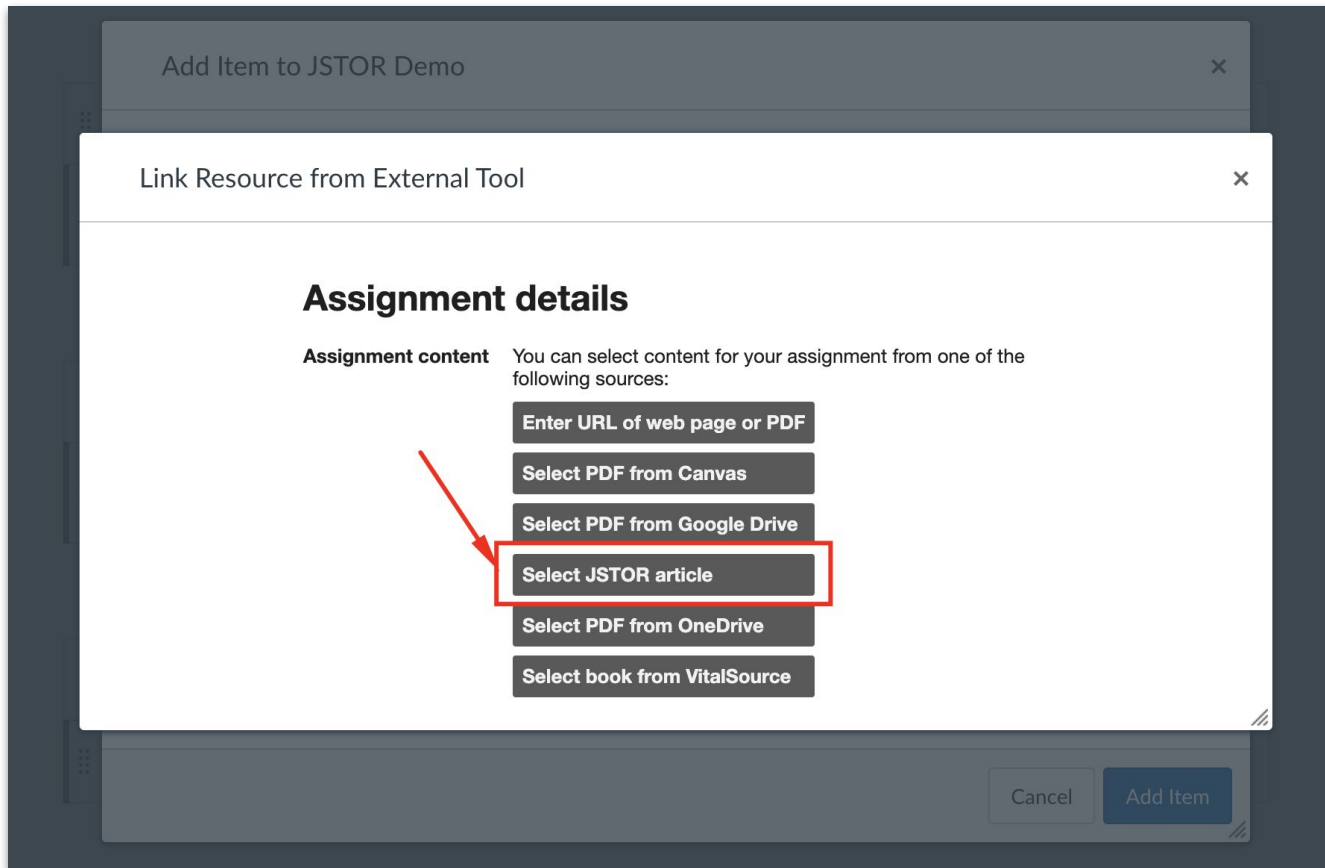 Add Item to JSTOR Demo
Link Resource from External Tool
Assignment details
Assignment content
You can select content for your assignment from one of the
following sources:
Enter URL of web page or PDF
Select PDF from Canvas
Select PDF from Google Drive
Select JSTOR article
Select PDF from OneDrive
Select book from VitalSource
Cancel
Add Item